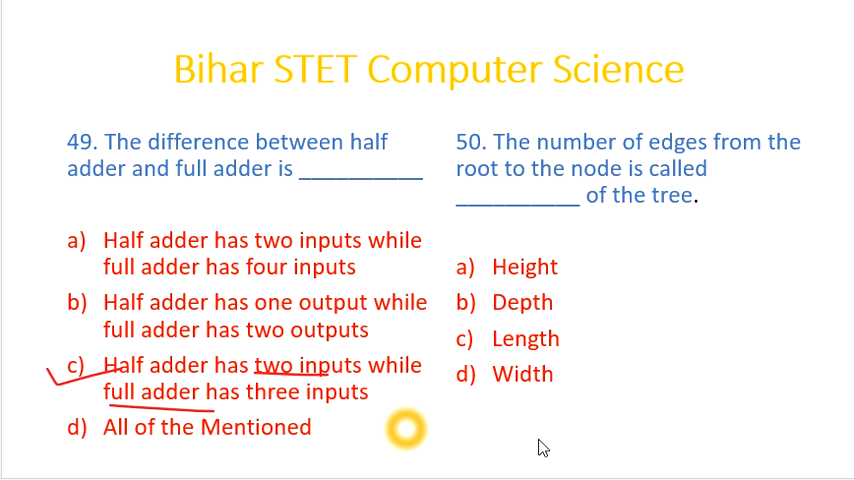 Bihar STET Computer Science
49. The difference between half
adder and full adder is __________
a) Half adder has two inputs while
full adder has four inputs
b) Half adder has one output while
full adder has two outputs
c) Half adder has two inputs while
full adder has three inputs
d) All of the Mentioned
50. The number of edges from the
root to the node is called
__________ of the tree.
a) Height
b) Depth
c) Length
d) Width